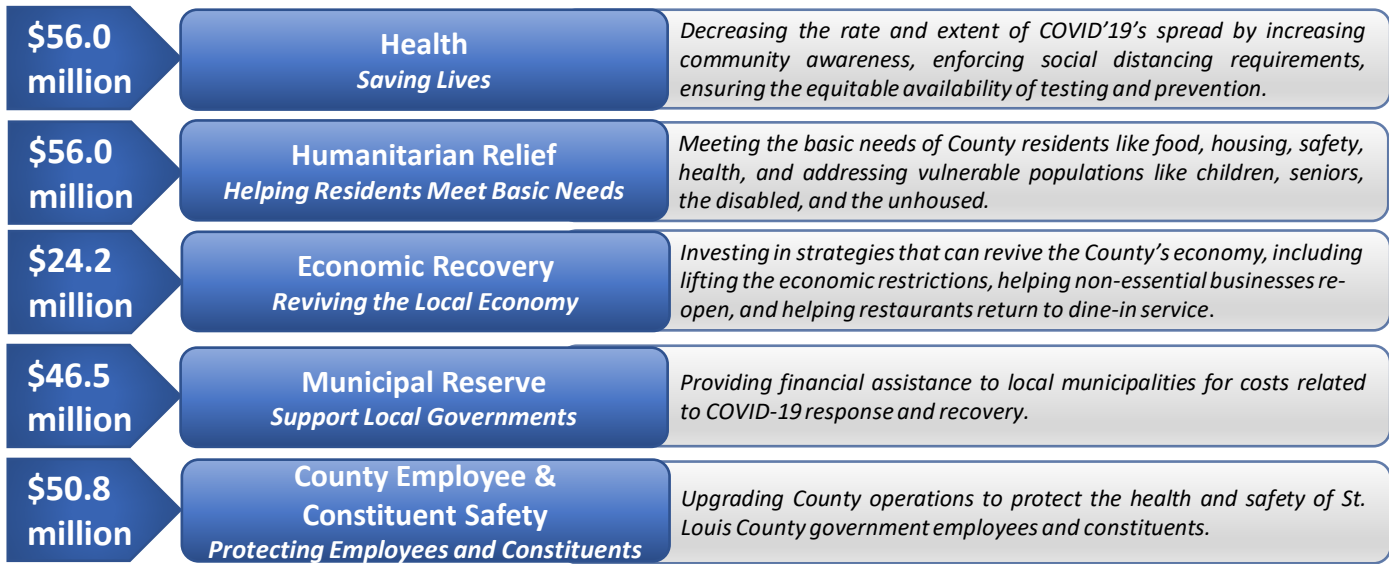 $56.0
million
Health
Saving Lives
Decreasing the rate and extent of COVID'19's spread by increasing
community awareness, enforcing social distancing requirements,
ensuring the equitable availability of testing and prevention.
$56.0
million
Humanitarian Relief
Helping Residents Meet Basic Needs
Meeting the basic needs of County residents like food, housing, safety,
health, and addressing vulnerable populations like children, seniors,
the disabled, and the unhoused.
$24.2
million
Economic Recovery
Reviving the Local Economy
Investing in strategies that can revive the County's economy, including
lifting the economic restrictions, helping non-essential businesses re-
open, and helping restaurants return to dine-in service.
$46.5
million
Municipal Reserve
Support Local Governments
Providing financial assistance to local municipalities for costs related
to COVID-19 response and recovery.
$50.8
million
County Employee &
Constituent Safety
Protecting Employees and Constituents
Upgrading County operations to protect the health and safety of St.
Louis County government employees and constituents.